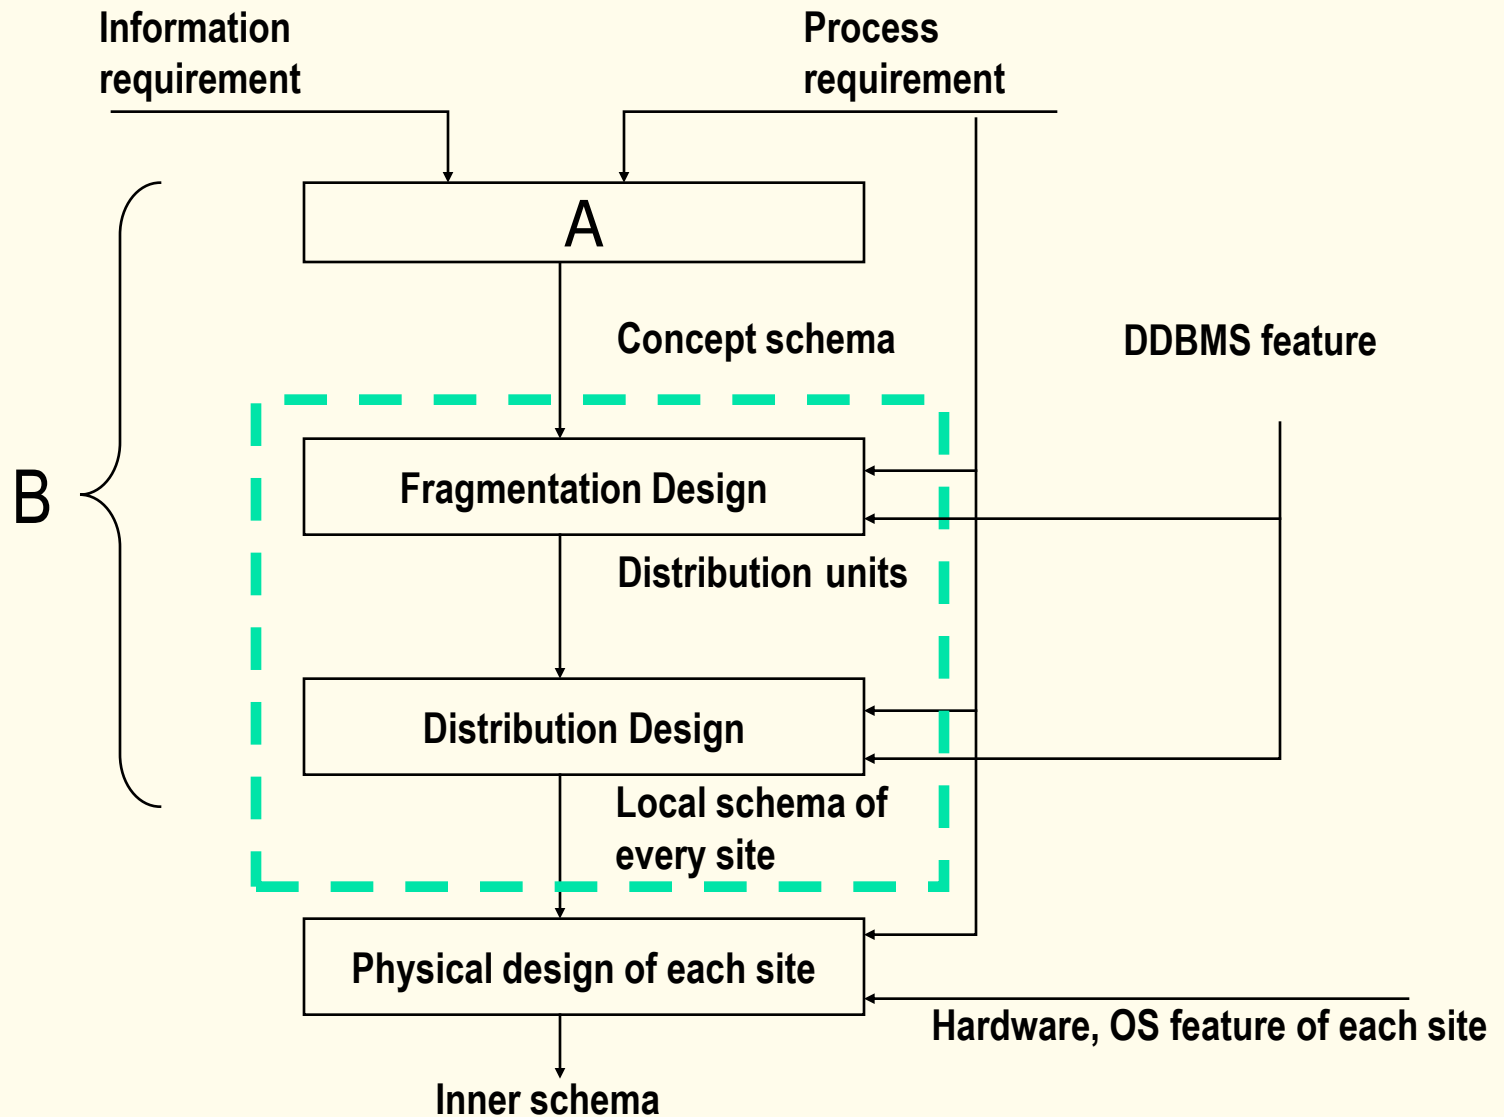 Information
requirement
Process
requirement
A
Concept schema
DDBMS feature
B
Fragmentation Design
Distribution units
Distribution Design
Local schema of
every site
Physical design of each site
Hardware, OS feature of each site
Inner schema